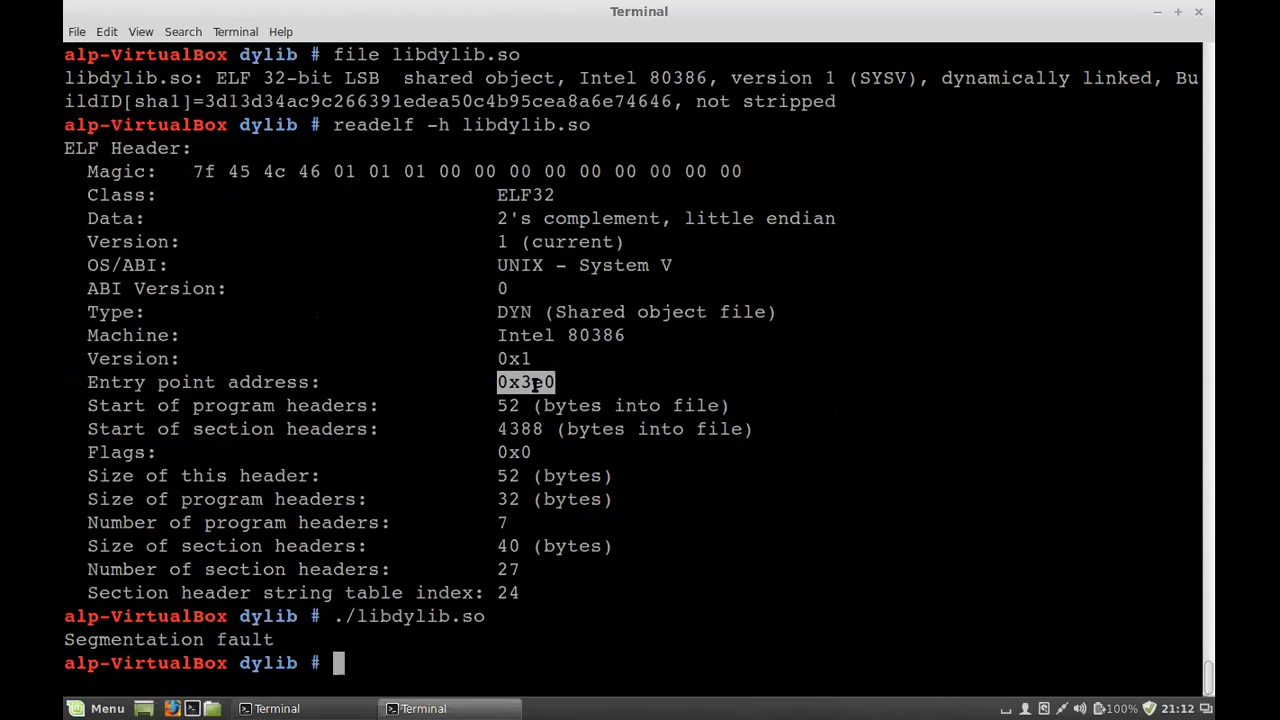 Terminal
File Edit View Search Terminal Help
alp-VirtualBox dylib # file libdylib.so
libdylib.so: ELF 32-bit LSB  shared object, Intel 80386, version 1 (SYSV), dynamically linked, Bu
ildID[sha1]=3d13d34ac9c266391edea50c4b95cea8a6e74646, not stripped
alp-VirtualBox dylib # readelf -h libdylib.so
ELF Header:
  Magic:   7f 45 4c 46 01 01 01 00 00 00 00 00 00 00 00 00
  Class:                             ELF32
  Data:                              2's complement, little endian
  Version:                           1 (current)
  OS/ABI:                            UNIX - System V
  ABI Version:                       0
  Type:                              DYN (Shared object file)
  Machine:                           Intel 80386
  Version:                           0x1
  Entry point address:               0x3e0
  Start of program headers:          52 (bytes into file)
  Start of section headers:          4388 (bytes into file)
  Flags:                             0x0
  Size of this header:               52 (bytes)
  Size of program headers:           32 (bytes)
  Number of program headers:         7
  Size of section headers:           40 (bytes)
  Number of section headers:         27
  Section header string table index: 24
alp-VirtualBox dylib # ./libdylib.so
Segmentation fault
alp-VirtualBox dylib #
Menu Terminal Terminal 100% 21:12